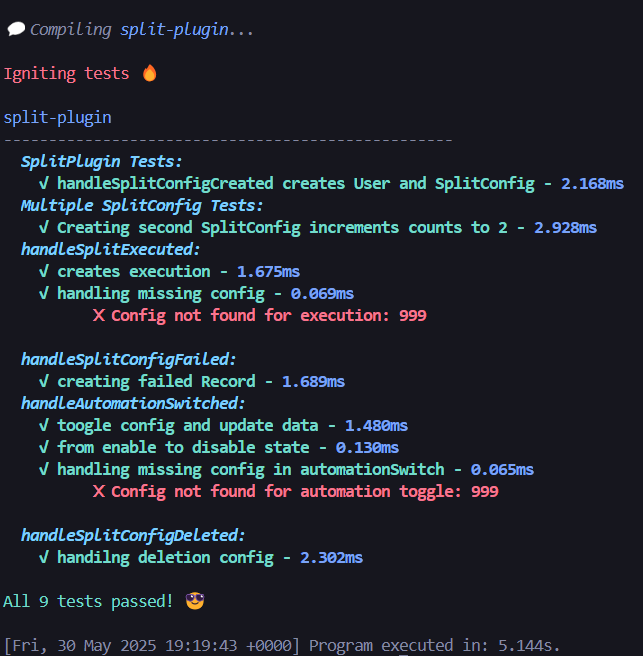 💬 Compiling split-plugin...
Igniting tests 🔥
split-plugin
--------------------------------------------------
SplitPlugin Tests:
√ handleSplitConfigCreated creates User and SplitConfig - 2.168ms
Multiple SplitConfig Tests:
√ Creating second SplitConfig increments counts to 2 - 2.928ms
handleSplitExecuted:
√ creates execution - 1.675ms
√ handling missing config - 0.069ms
X Config not found for execution: 999
handleSplitConfigFailed:
√ creating failed Record - 1.689ms
handleAutomationSwitched:
√ toogle config and update data - 1.480ms
√ from enable to disable state - 0.130ms
√ handling missing config in automationSwitch - 0.065ms
X Config not found for automation toggle: 999
handleSplitConfigDeleted:
√ handilng deletion config - 2.302ms
All 9 tests passed! 😎
[Fri, 30 May 2025 19:19:43 +0000] Program executed in: 5.144s.